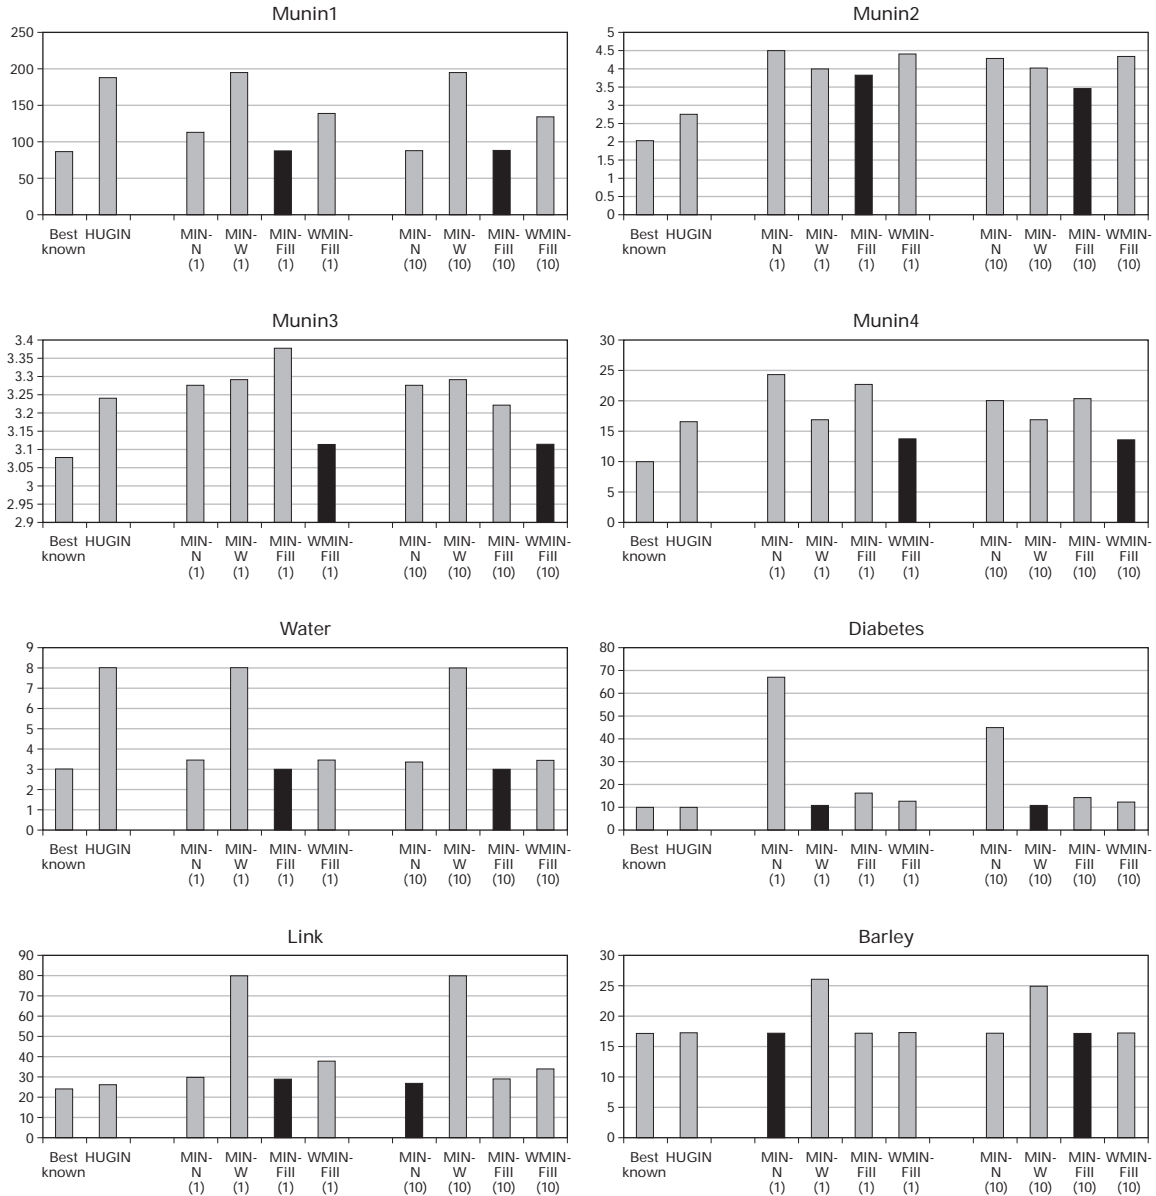 Munin1
250
200
150
100
50
0
Best HUGIN MIN- MIN- MIN- WMIN- MIN- MIN- MIN- WMIN-
known N W Fill Fill N W Fill Fill
(1) (1) (1) (1) (10) (10) (10) (10)
Munin2
5
4.5
4
3.5
3
2.5
2
1.5
1
0.5
0
Best HUGIN MIN- MIN- MIN- WMIN- MIN- MIN- MIN- WMIN-
known N W Fill Fill N W Fill Fill
(1) (1) (1) (1) (10) (10) (10) (10)
Munin3
3.4
3.35
3.3
3.25
3.2
3.15
3.1
3.05
3
2.95
2.9
Best HUGIN MIN- MIN- MIN- WMIN- MIN- MIN- MIN- WMIN-
known N W Fill Fill N W Fill Fill
(1) (1) (1) (1) (10) (10) (10) (10)
Munin4
30
25
20
15
10
5
0
Best HUGIN MIN- MIN- MIN- WMIN- MIN- MIN- MIN- WMIN-
known N W Fill Fill N W Fill Fill
(1) (1) (1) (1) (10) (10) (10) (10)
Water
9
8
7
6
5
4
3
2
1
0
Best HUGIN MIN- MIN- MIN- WMIN- MIN- MIN- MIN- WMIN-
known N W Fill Fill N W Fill Fill
(1) (1) (1) (1) (10) (10) (10) (10)
Diabetes
80
70
60
50
40
30
20
10
0
Best HUGIN MIN- MIN- MIN- WMIN- MIN- MIN- MIN- WMIN-
known N W Fill Fill N W Fill Fill
(1) (1) (1) (1) (10) (10) (10) (10)
Link
90
80
70
60
50
40
30
20
10
0
Best HUGIN MIN- MIN- MIN- WMIN- MIN- MIN- MIN- WMIN-
known N W Fill Fill N W Fill Fill
(1) (1) (1) (1) (10) (10) (10) (10)
Barley
30
25
20
15
10
5
0
Best HUGIN MIN- MIN- MIN- WMIN- MIN- MIN- MIN- WMIN-
known N W Fill Fill N W Fill Fill
(1) (1) (1) (1) (10) (10) (10) (10)